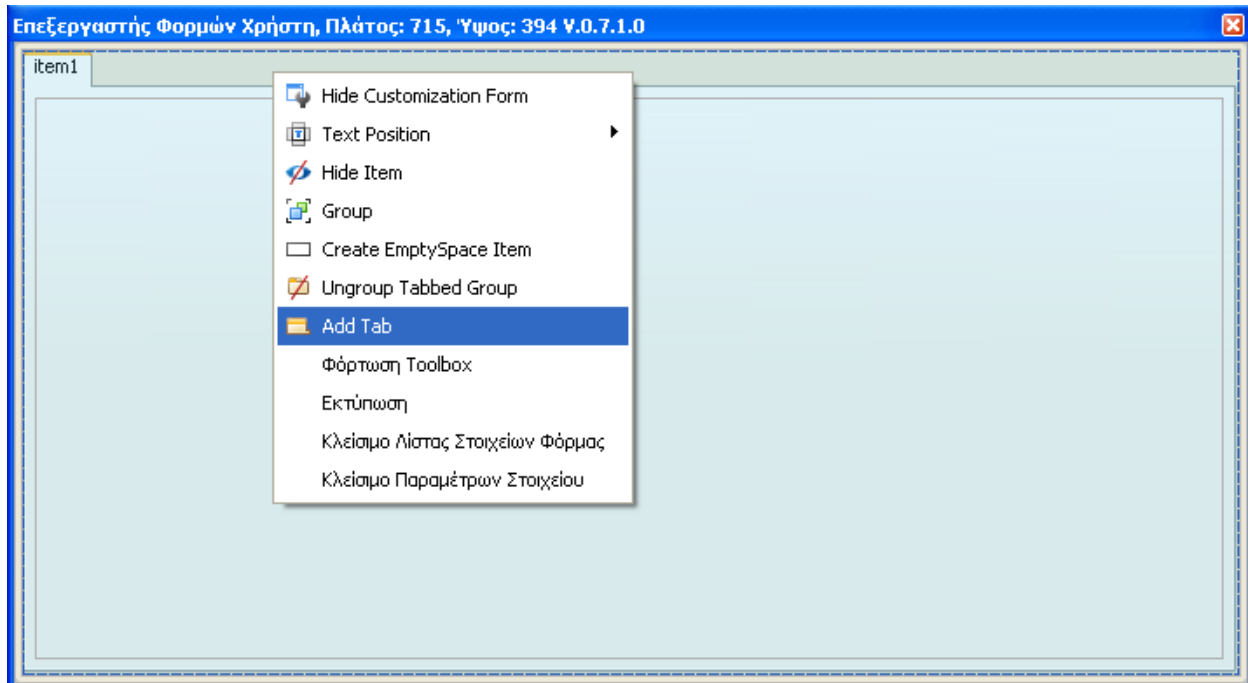 Επεξεργαστής Φορμών Χρήστη, Πλάτος: 715, Ύψος: 394 V.0.7.1.0
item1
Hide Customization Form
Text Position
Hide Item
Group
Create EmptySpace Item
Ungroup Tabbed Group
Add Tab
Φόρτωση Toolbox
Εκτύπωση
Κλείσιμο Λίστας Στοιχείων Φόρμας
Κλείσιμο Παραμέτρων Στοιχείου